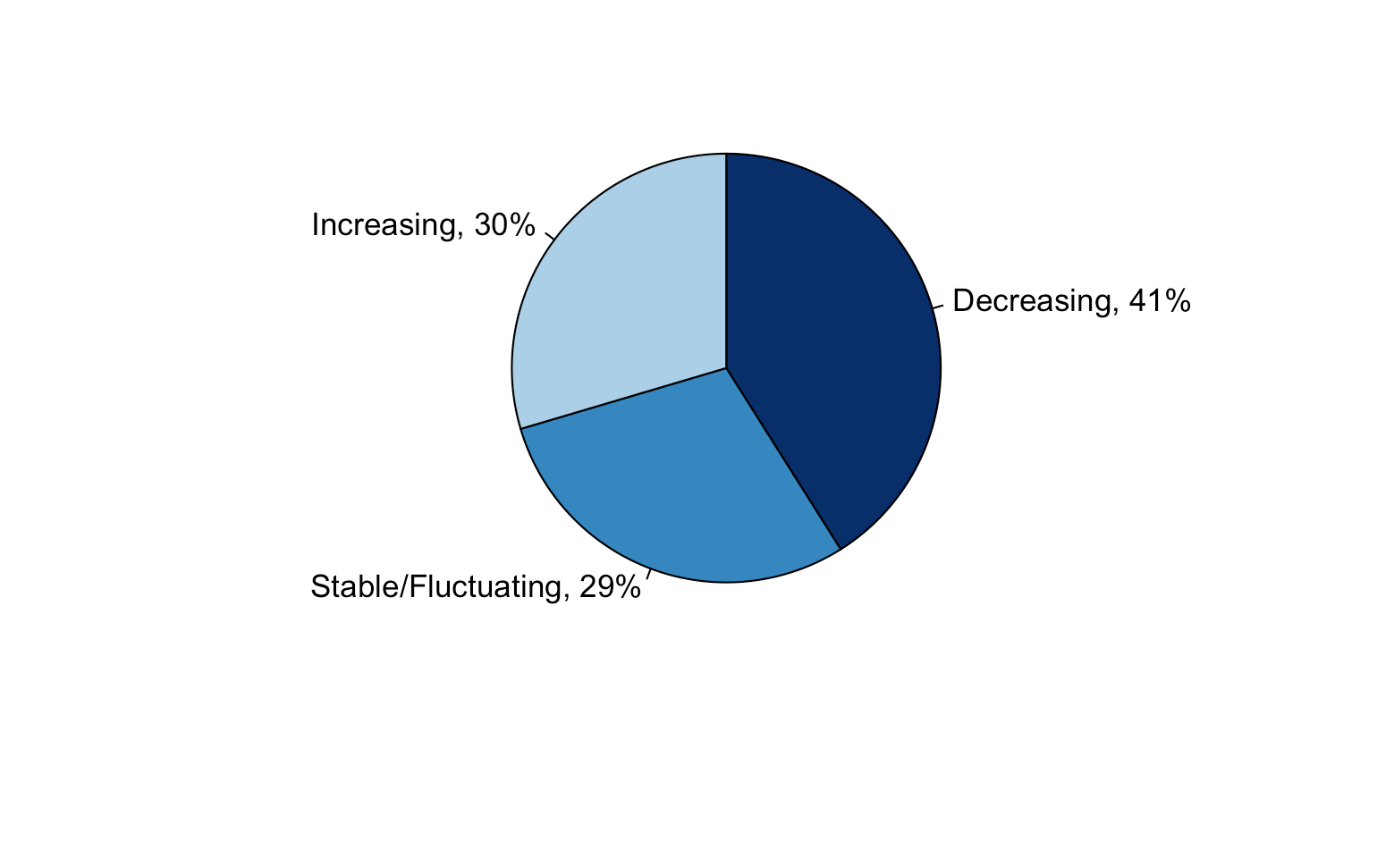 Increasing, 30%
Decreasing, 41%
Stable/Fluctuating, 29%